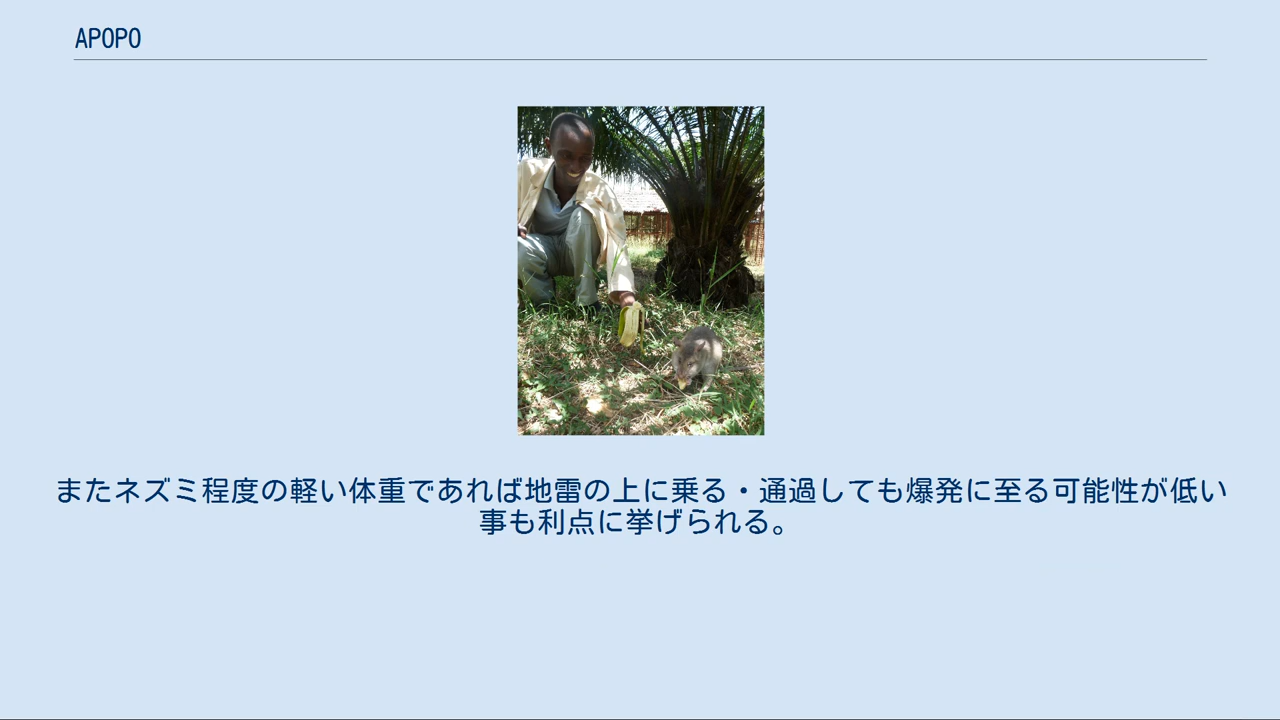 APOPO
またネズミ程度の軽い体重であれば地雷の上に乗る・通過しても爆発に至る可能性が低い
事も利点に挙げられる。